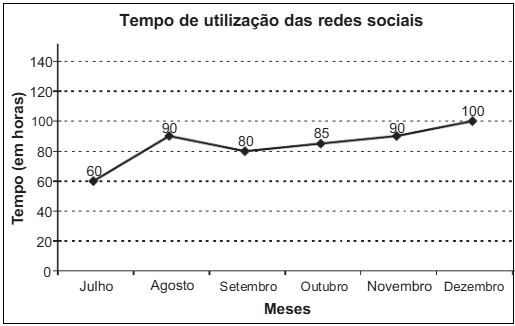 Tempo de utilização das redes sociais
Tempo (em horas)
140
120
100
80
60
40
20
0
60
90
80
85
90
100
Julho
Agosto
Setembro
Outubro
Novembro
Dezembro
Meses